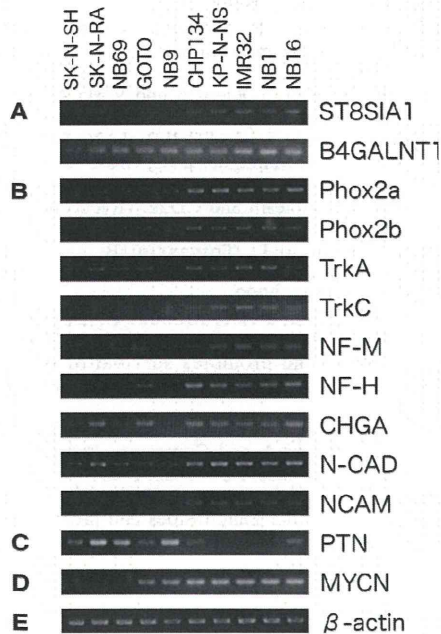 SK-N-SH
SK-N-RA
NB69
GOTO
NB9
CHP134
KP-N-NS
IMR32
NB1
NB16
A
ST8SIA1
B4GALNT1
B
Phox2a
Phox2b
TrkA
TrkC
NF-M
NF-H
CHGA
N-CAD
NCAM
C
PTN
D
MYCN
E
β-actin